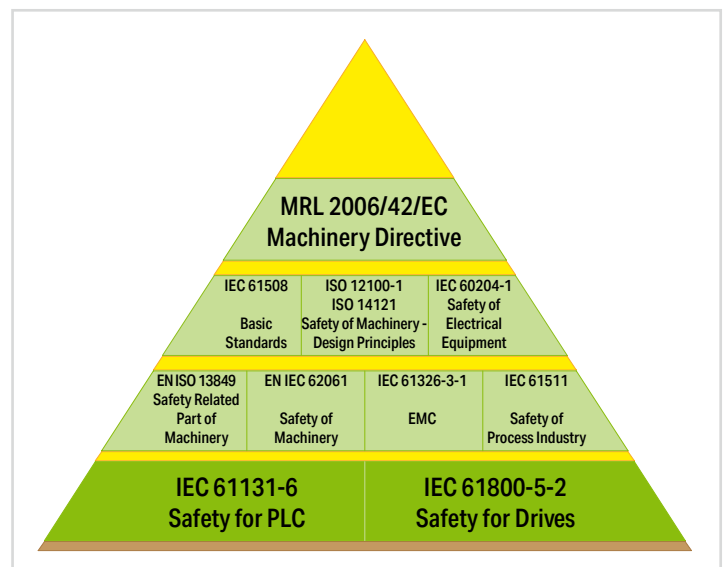 MRL 2006/42/EC
Machinery Directive
IEC 61508
Basic
Standards
ISO 12100-1
ISO 14121
Safety of Machinery -
Design Principles
IEC 60204-1
Safety of
Electrical
Equipment
EN ISO 13849
Safety Related
Part of
Machinery
EN IEC 62061
Safety of
Machinery
IEC 61326-3-1
EMC
IEC 61511
Safety of
Process Industry
IEC 61131-6
Safety for PLC
IEC 61800-5-2
Safety for Drives